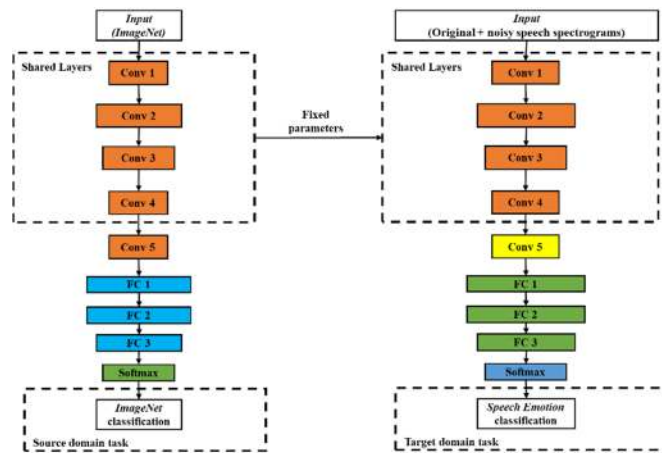 Input
(ImageNet)
Shared Layers
Conv 1
Conv 2
Conv 3
Conv 4
Conv 5
FC 1
FC 2
FC 3
Softmax
ImageNet
classification
Source domain task
Fixed
parameters
Input
(Original + noisy speech spectrograms)
Shared Layers
Conv 1
Conv 2
Conv 3
Conv 4
Conv 5
FC 1
FC 2
FC 3
Softmax
Speech Emotion
classification
Target domain task